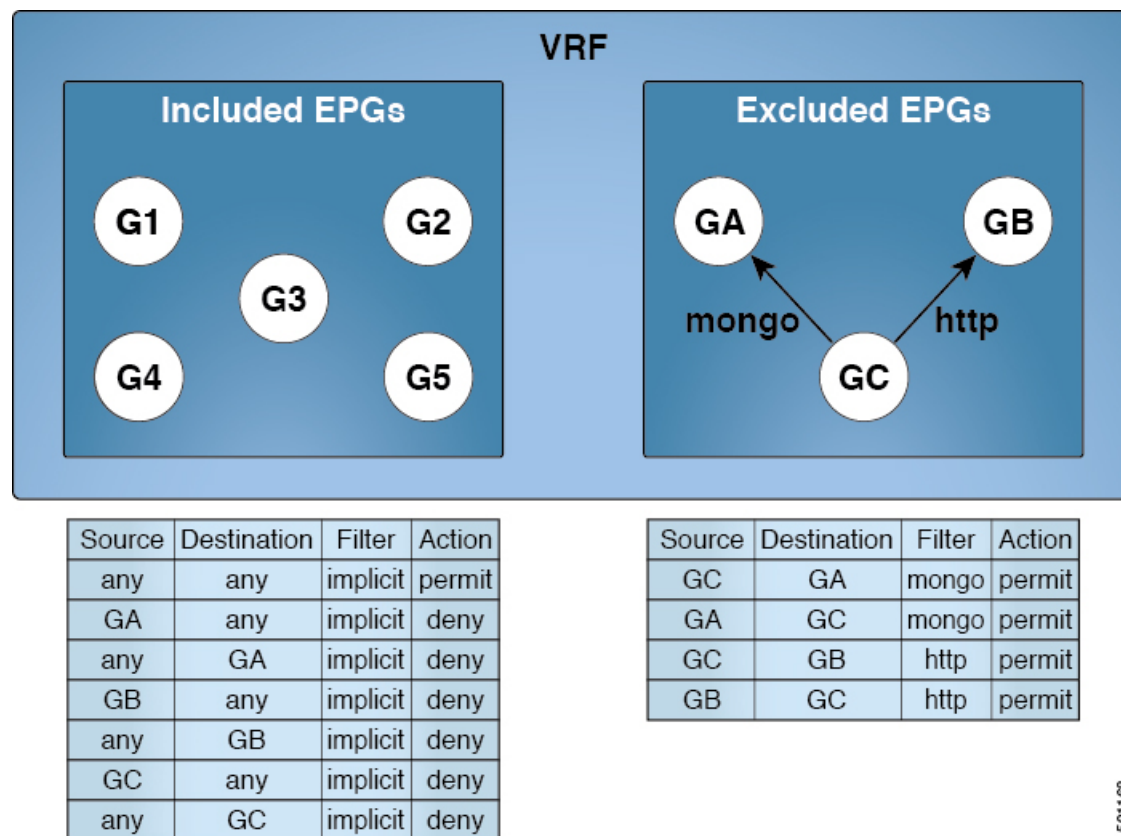 VRF
Included EPGs
G1
G2
G3
G4
G5
Excluded EPGs
GA
GB
mongo
http
GC
Source Destination Filter Action
any any implicit permit
GA any implicit deny
any GA implicit deny
GB any implicit deny
any GB implicit deny
GC any implicit deny
any GC implicit deny
Source Destination Filter Action
GC GA mongo permit
GA GC mongo permit
GC GB http permit
GB GC http permit